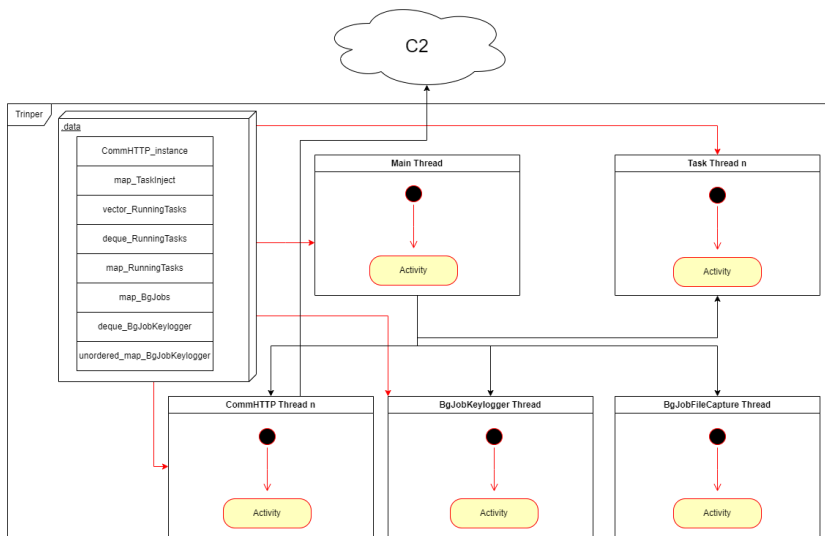 C2
Trinper
.data
CommHTTP_instance
map_TaskInject
vector_RunningTasks
deque_RunningTasks
map_RunningTasks
map_BgJobs
deque_BgJobKeylogger
unordered_map_BgJobKeylogger
Main Thread
Activity
Task Thread n
Activity
CommHTTP Thread n
Activity
BgJobKeylogger Thread
Activity
BgJobFileCapture Thread
Activity